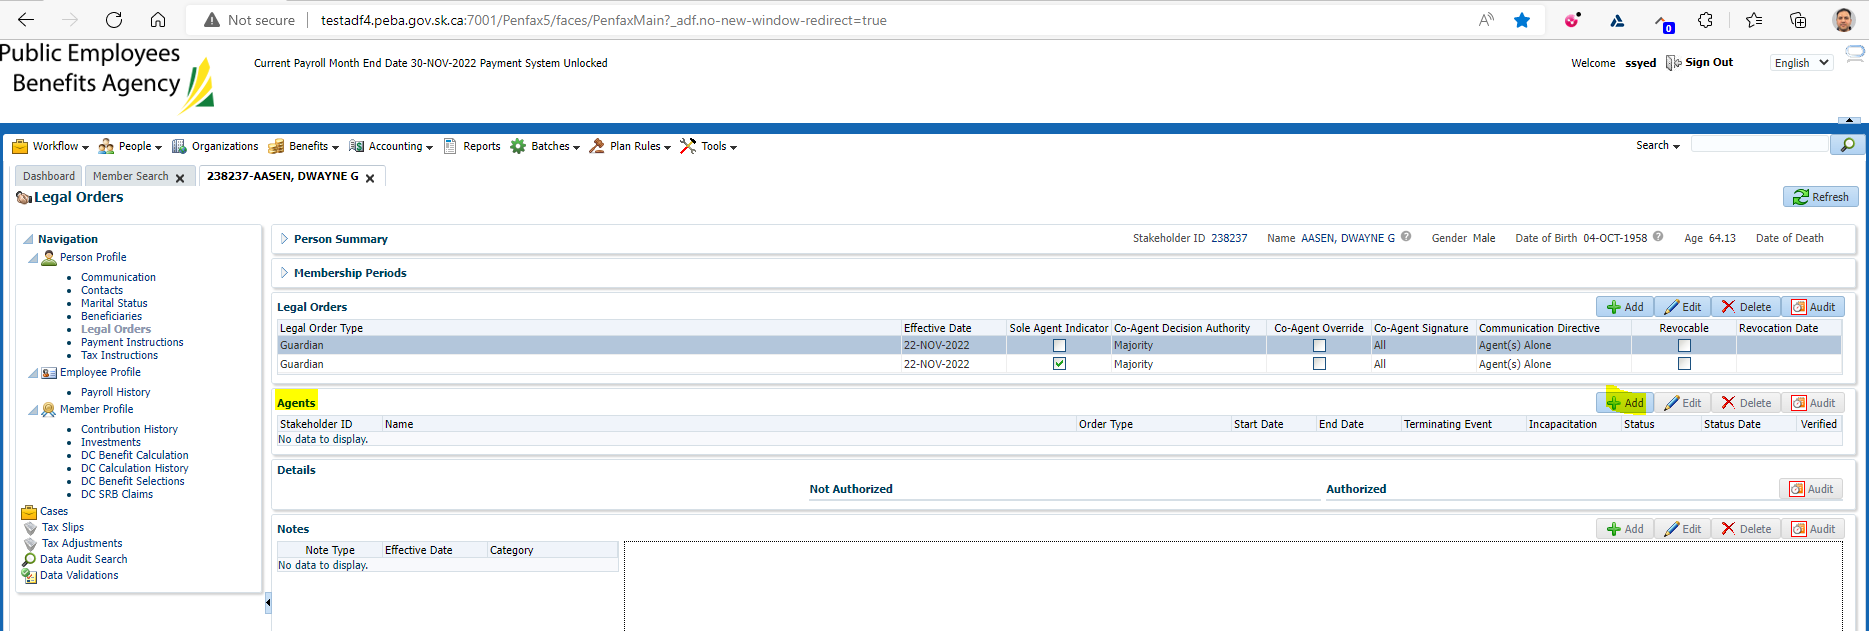 Not secure | testadf4.peba.gov.sk.ca:7001/Penfax5/faces/PenfaxMain?_adf.no-new-window-redirect=true
0
Public Employees
Benefits Agency
Current Payroll Month End Date 30-NOV-2022 Payment System Unlocked
Welcome ssyed Sign Out English
Workflow People Organizations Benefits Accounting Reports Batches Plan Rules Tools Search
Dashboard Member Search 238237-AASEN, DWAYNE G
Legal Orders
Refresh
Navigation
Person Profile
Communication
Contacts
Marital Status
Beneficiaries
Legal Orders
Payment Instructions
Tax Instructions
Employee Profile
Payroll History
Member Profile
Contribution History
Investments
DC Benefit Calculation
DC Calculation History
DC Benefit Selections
DC SRB Claims
Cases
Tax Slips
Tax Adjustments
Data Audit Search
Data Validations
Person Summary Stakeholder ID 238237 Name AASEN, DWAYNE G Gender Male Date of Birth 04-OCT-1958 Age 64.13 Date of Death
Membership Periods
Legal Orders Add Edit Delete Audit
Legal Order Type Effective Date Sole Agent Indicator Co-Agent Decision Authority Co-Agent Override Co-Agent Signature Communication Directive Revocable Revocation Date
Guardian 22-NOV-2022 Majority All Agent(s) Alone
Guardian 22-NOV-2022 Majority All Agent(s) Alone
Agents Add Edit Delete Audit
Stakeholder ID Name Order Type Start Date End Date Terminating Event Incapacitation Status Status Date Verified
No data to display.
Details
Not Authorized Authorized Audit
Notes Add Edit Delete Audit
Note Type Effective Date Category
No data to display.